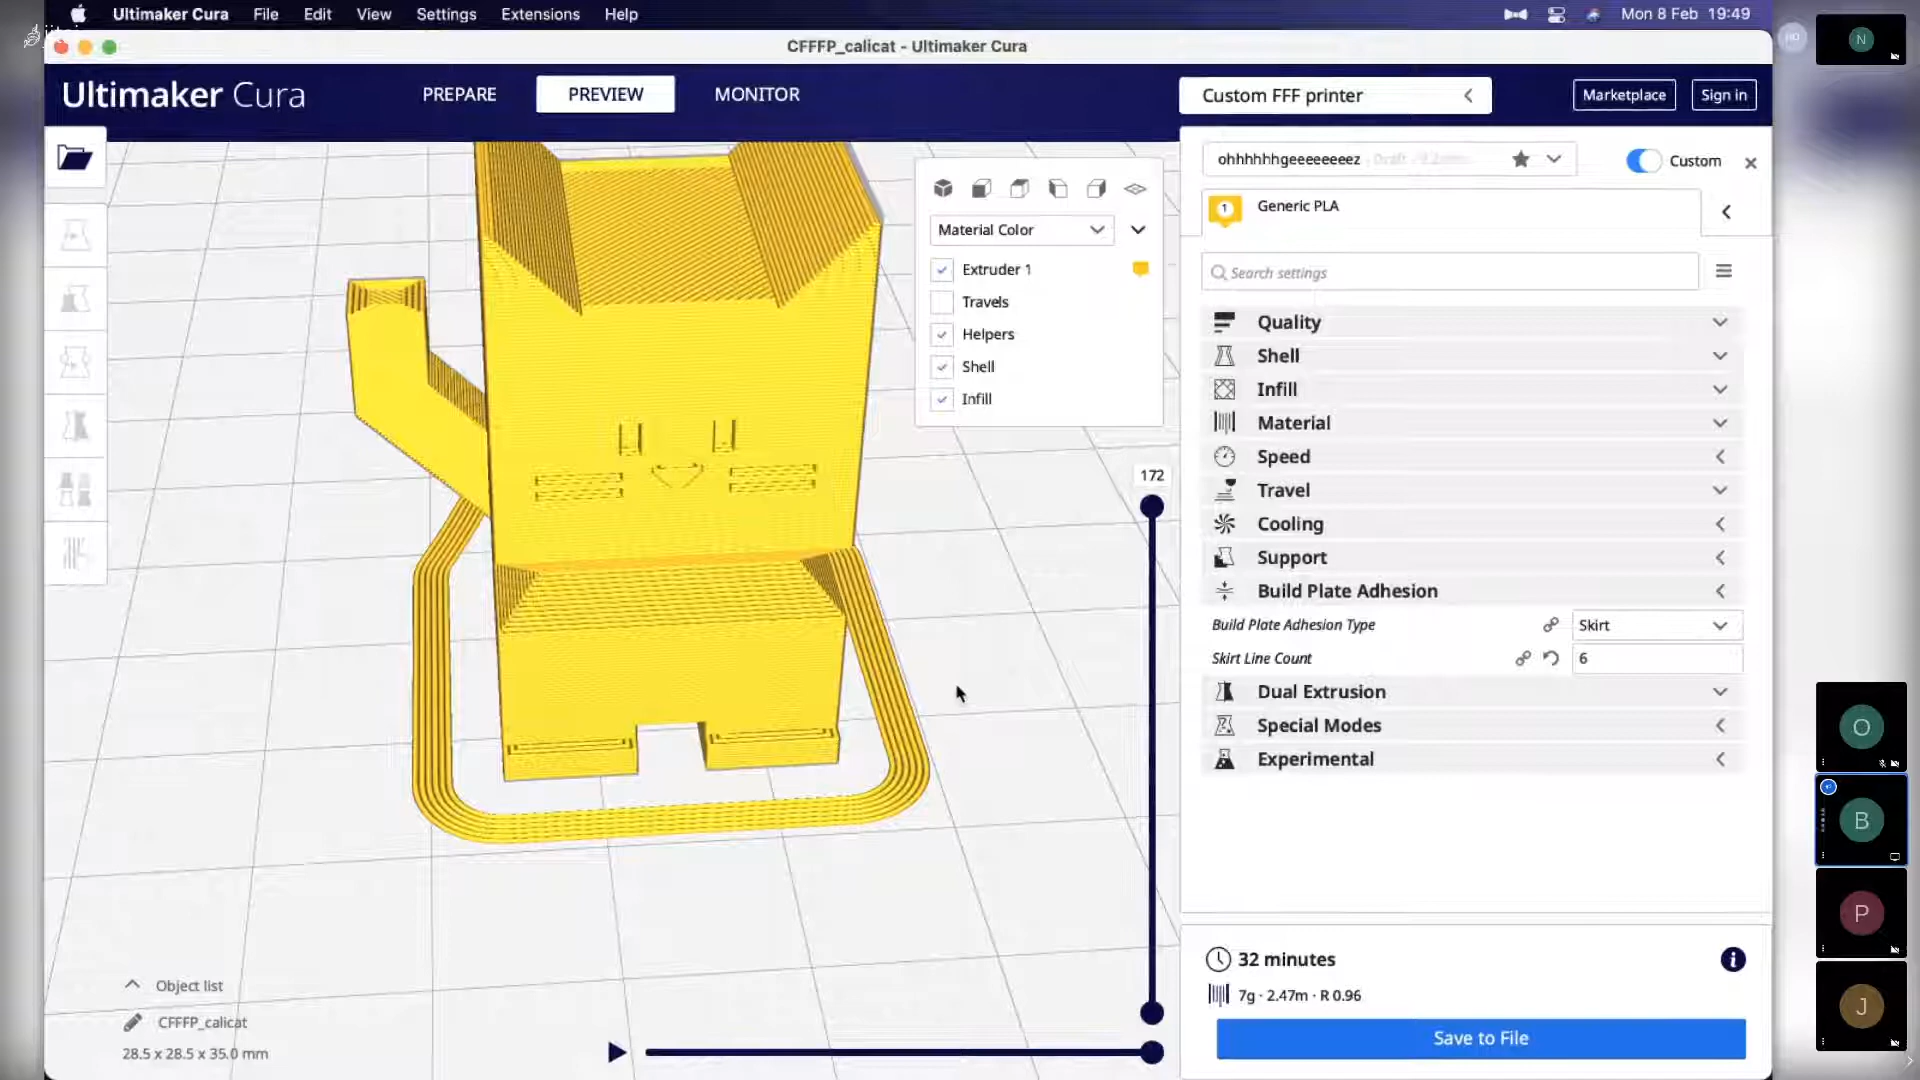 Ultimaker Cura File Edit View Settings Extensions Help Mon 8 Feb 19:49
CFFFP_calicat - Ultimaker Cura
Ultimaker Cura PREPARE PREVIEW MONITOR Custom FFF printer Marketplace Sign in
N
ohhhhhhgeeeeeeeez Custom
1 Generic PLA
Search settings
Material Color
Extruder 1
Travels
Helpers
Shell
Infill
172
Quality
Shell
Infill
Material
Speed
Travel
Cooling
Support
Build Plate Adhesion
Build Plate Adhesion Type Skirt
Skirt Line Count 6
Dual Extrusion
Special Modes
Experimental
O
B
P
J
32 minutes
7g · 2.47m · R 0.96
Save to File
Object list
CFFFP_calicat
28.5 x 28.5 x 35.0 mm